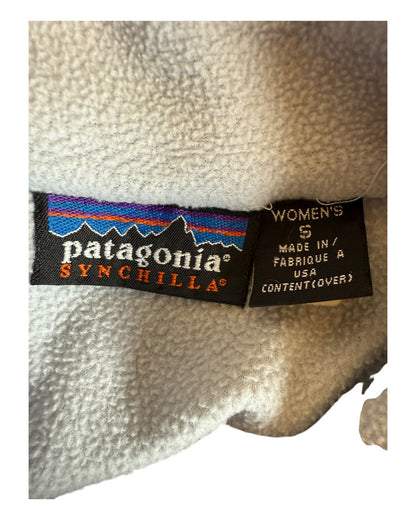 patagonia®
SYNCHILLA®
WOMEN'S
S
MADE IN/
FABRIQUE A
USA
CONTENT(OVER)